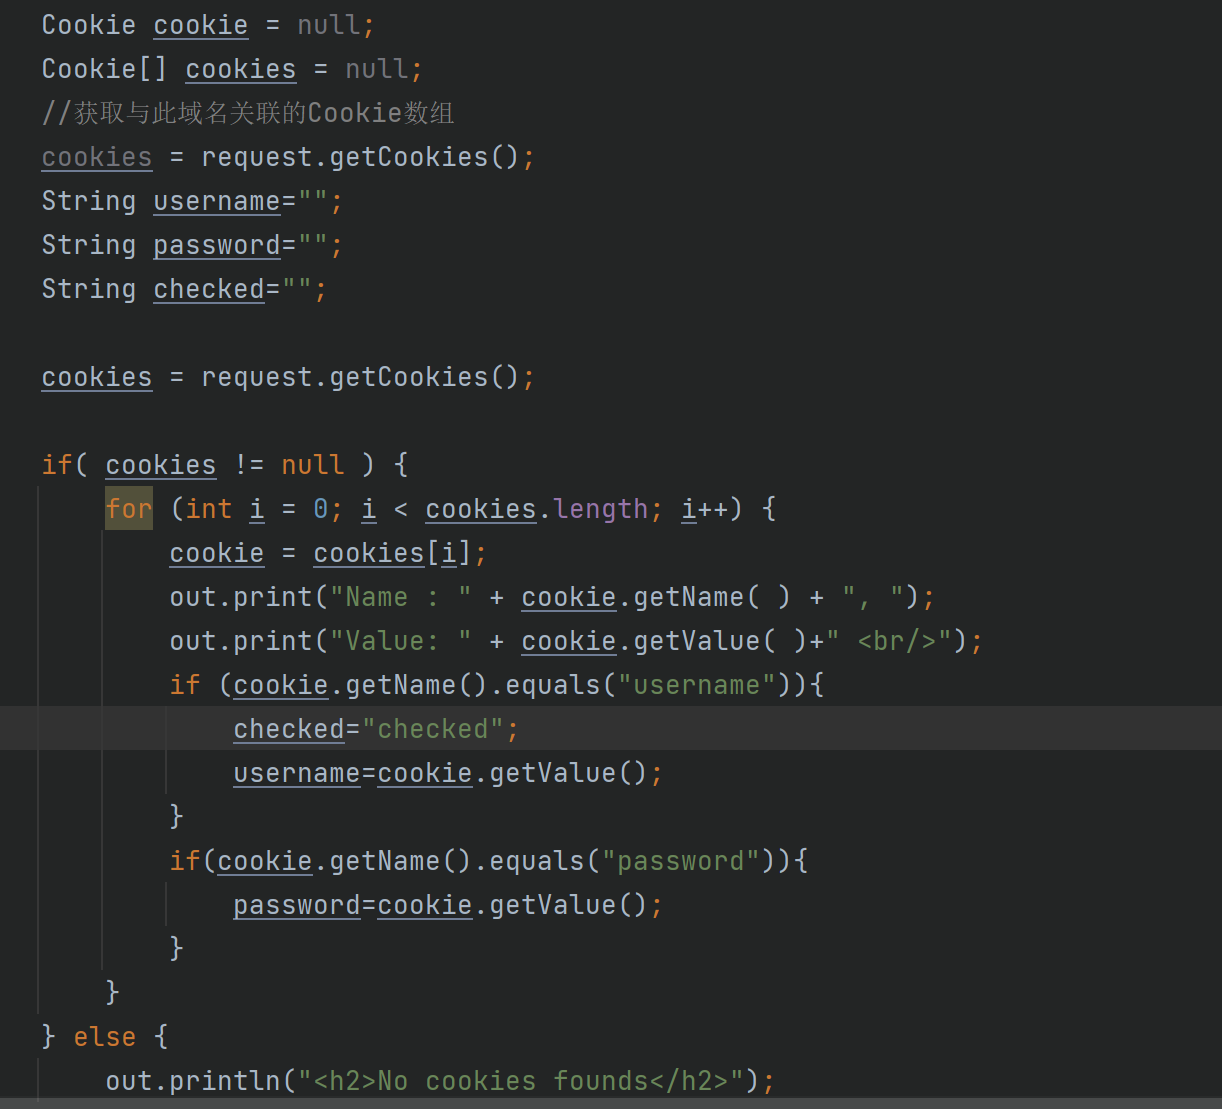 Cookie cookie = null;
Cookie[] cookies = null;
//获取与此域名关联的Cookie数组
cookies = request.getCookies();
String username="";
String password="";
String checked="";
cookies = request.getCookies();
if( cookies != null ) {
for (int i = 0; i < cookies.length; i++) {
cookie = cookies[i];
out.print("Name : " + cookie.getName( ) + ", ");
out.print("Value: " + cookie.getValue( )+" <br/>");
if (cookie.getName().equals("username")){
checked="checked";
username=cookie.getValue();
}
if(cookie.getName().equals("password")){
password=cookie.getValue();
}
}
} else {
out.println("<h2>No cookies founds</h2>");